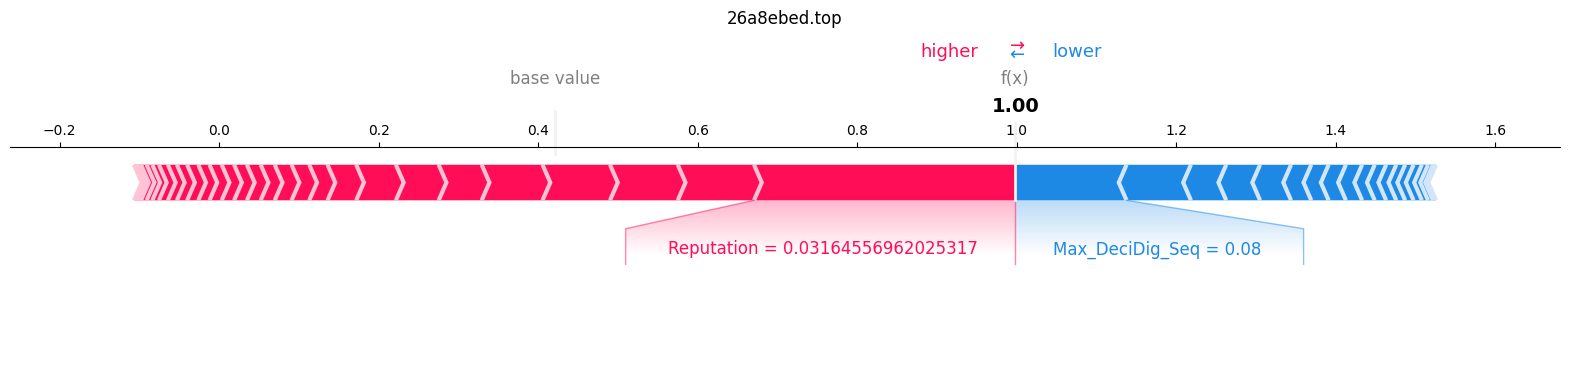 26a8ebed.top
higher ⇄ lower
base value f(x)
1.00
−0.2 0.0 0.2 0.4 0.6 0.8 1.0 1.2 1.4 1.6
Reputation = 0.03164556962025317 Max_DeciDig_Seq = 0.08